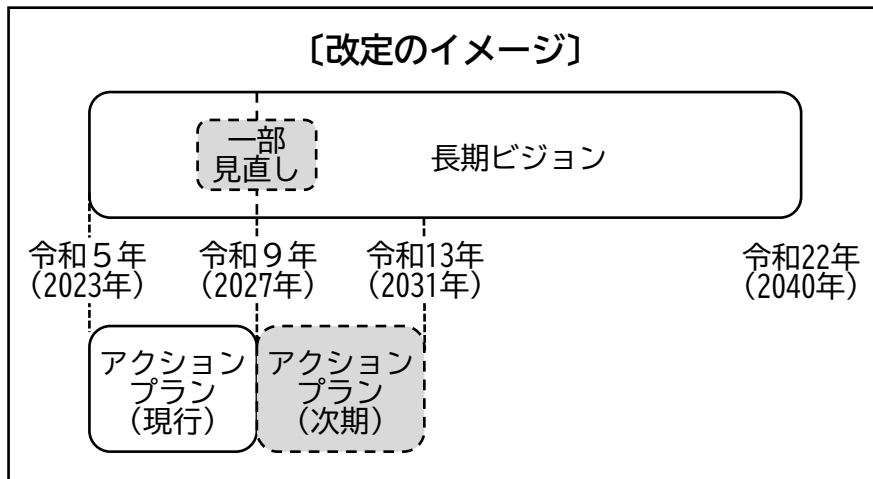 〔改定のイメージ〕
一部
見直し
長期ビジョン
令和５年
(2023年)
令和９年
(2027年)
令和13年
(2031年)
令和22年
(2040年)
アクション
プラン
(現行)
アクション
プラン
(次期)